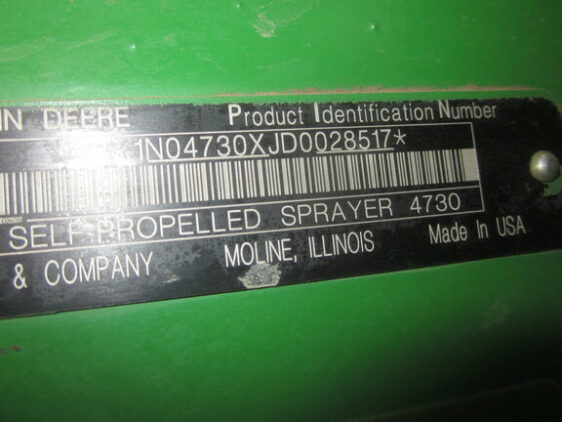 IN DEERE Product Identification Number
1N04730XJD0028517*
SELF-PROPELLED SPRAYER 4730
& COMPANY MOLINE, ILLINOIS Made In USA